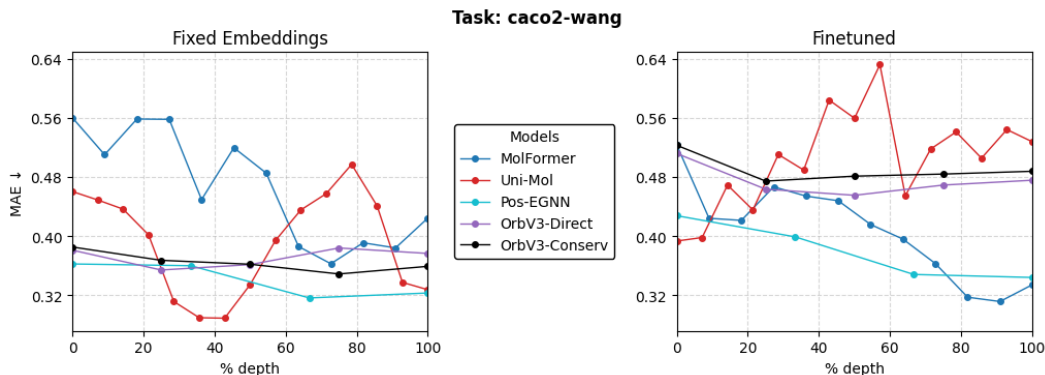 Task: caco2-wang
Fixed Embeddings
0.64
0.56
0.48
0.40
0.32
MAE ↓
0
20
40
60
80
100
% depth
Models
MolFormer
Uni-Mol
Pos-EGNN
OrbV3-Direct
OrbV3-Conserv
Finetuned
0.64
0.56
0.48
0.40
0.32
0
20
40
60
80
100
% depth